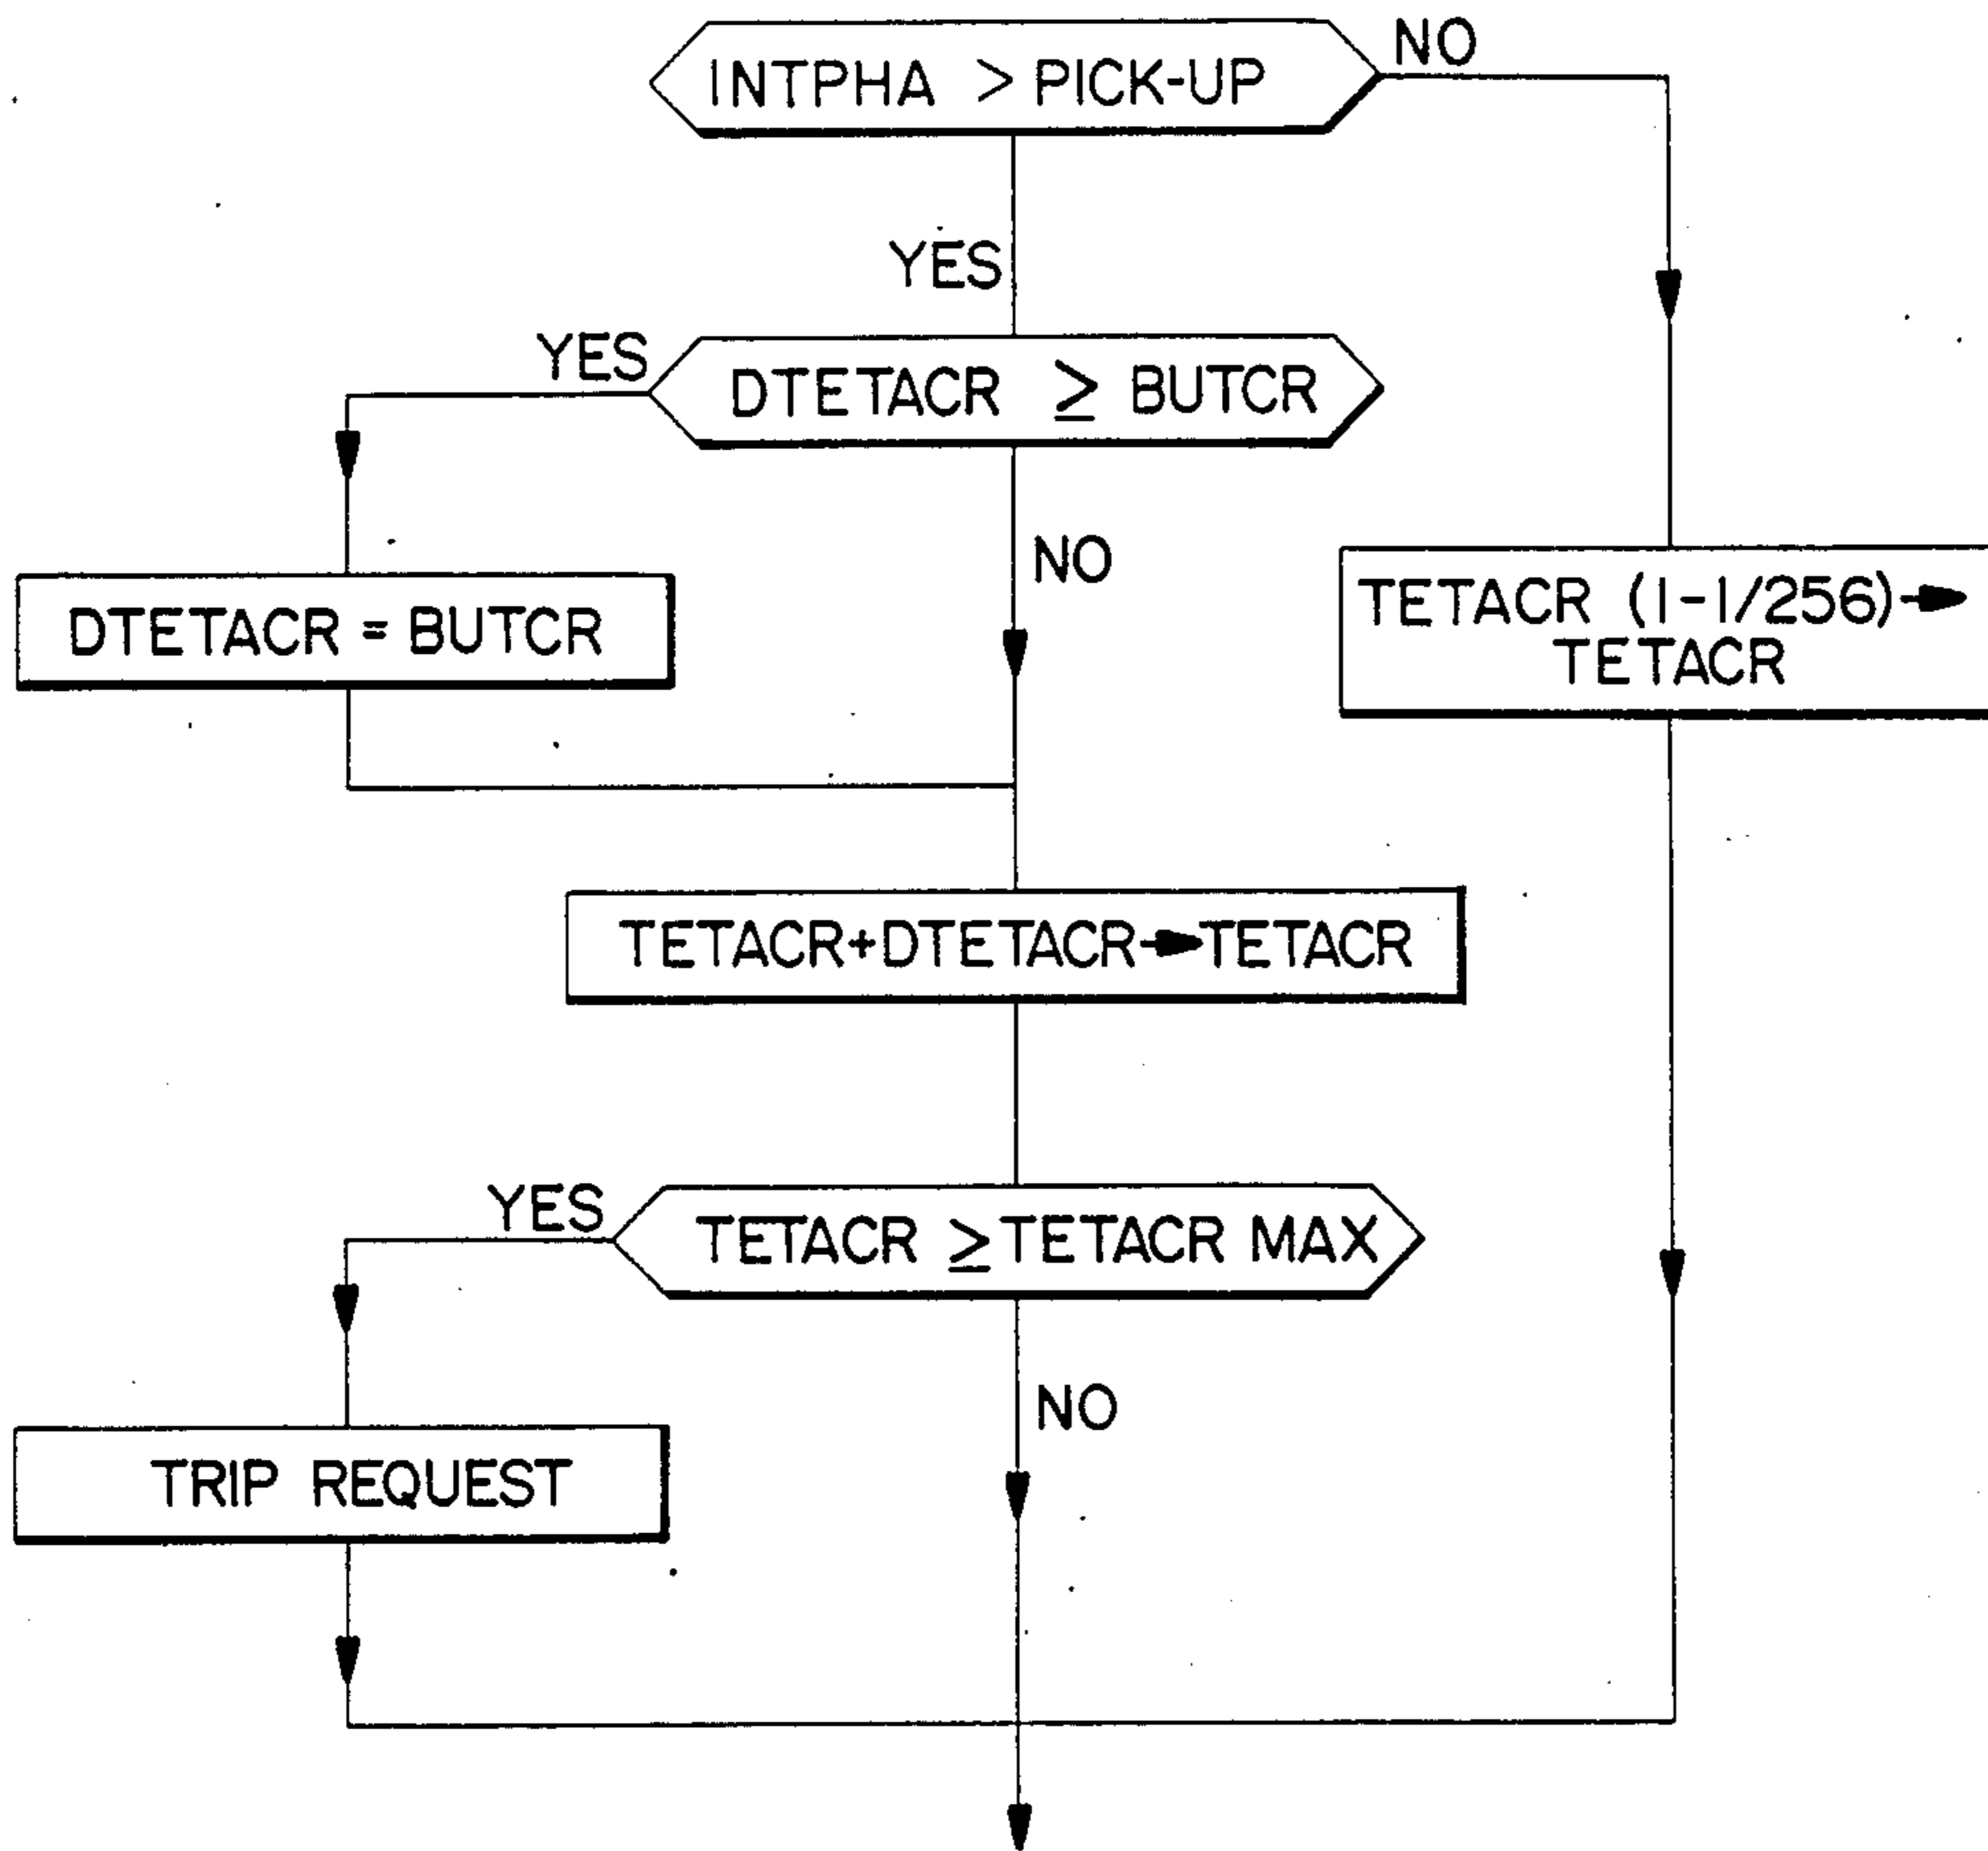 INTPHA > PICK-UP
NO
YES
YES
DTETACR ≥ BUTCR
NO
DTETACR = BUTCR
TETACR (1-1/256)→
TETACR
TETACR+DTETACR→TETACR
YES
TETACR ≥ TETACR MAX
NO
TRIP REQUEST